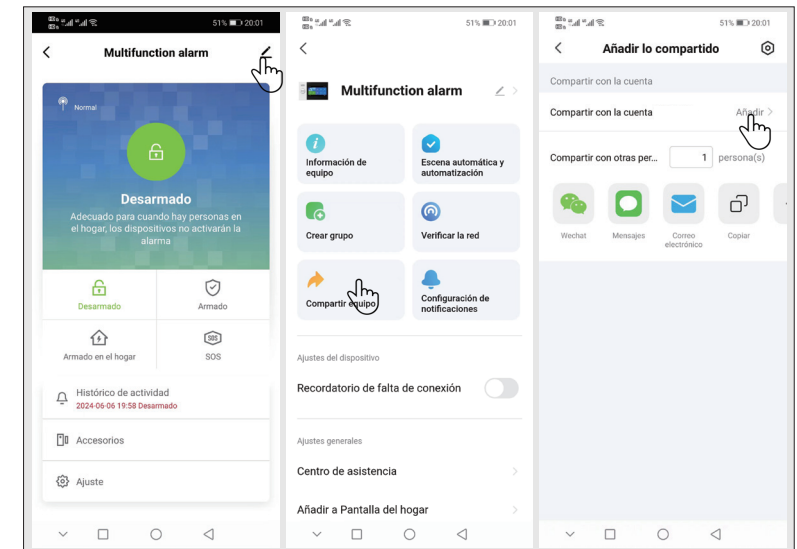 51% 20:01
Multifunction alarm
Normal
Desarmado
Adecuado para cuando hay personas en
el hogar, los dispositivos no activarán la
alarma
Desarmado
Armado
Armado en el hogar
SOS
SOS
Histórico de actividad
2024-06-06 19:58 Desarmado
Accesorios
Ajuste
51% 20:01
Multifunction alarm
Información de
equipo
Escena automática y
automatización
Crear grupo
Verificar la red
Compartir equipo
Configuración de
notificaciones
Ajustes del dispositivo
Recordatorio de falta de conexión
Ajustes generales
Centro de asistencia
Añadir a Pantalla del hogar
51% 20:01
Añadir lo compartido
Compartir con la cuenta
Compartir con la cuenta Añadir
Compartir con otras per... 1 persona(s)
Wechat
Mensajes
Correo
electrónico
Copiar